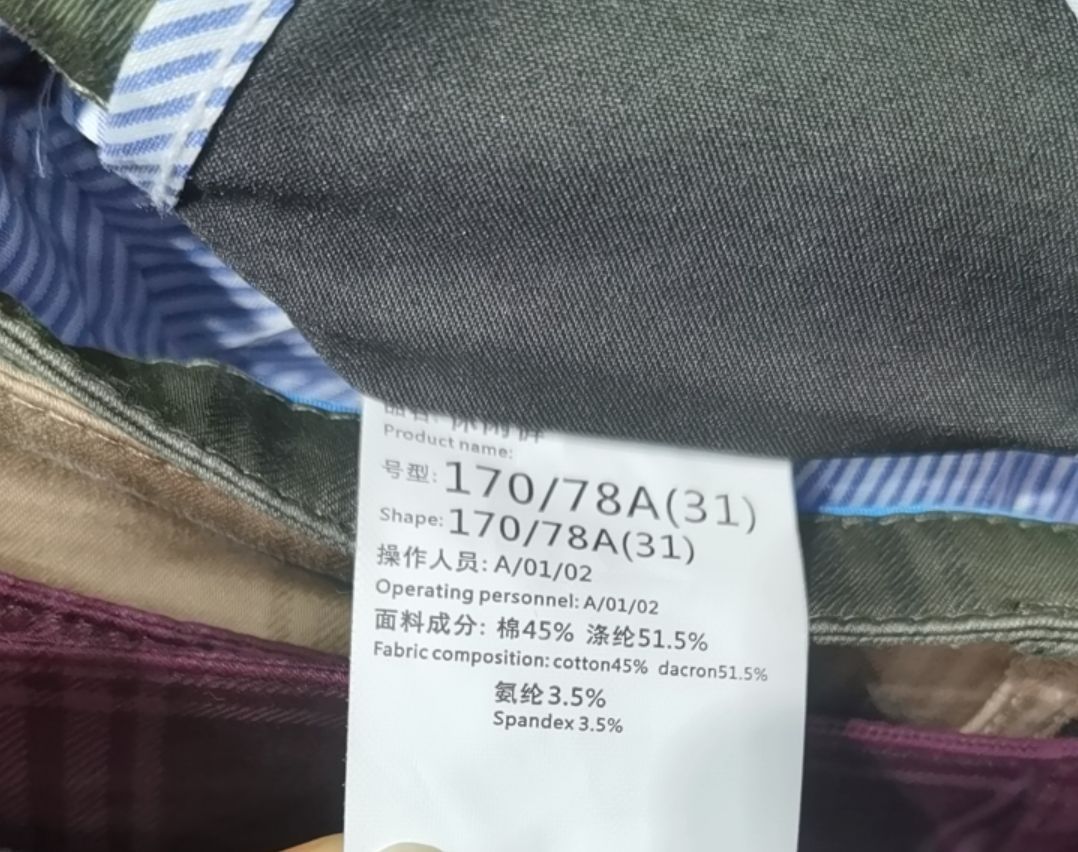 Product name:
号型: 170/78A(31)
Shape: 170/78A(31)
操作人员: A/01/02
Operating personnel: A/01/02
面料成分: 棉45% 涤纶51.5%
Fabric composition: cotton45% dacron51.5%
氨纶3.5%
Spandex 3.5%